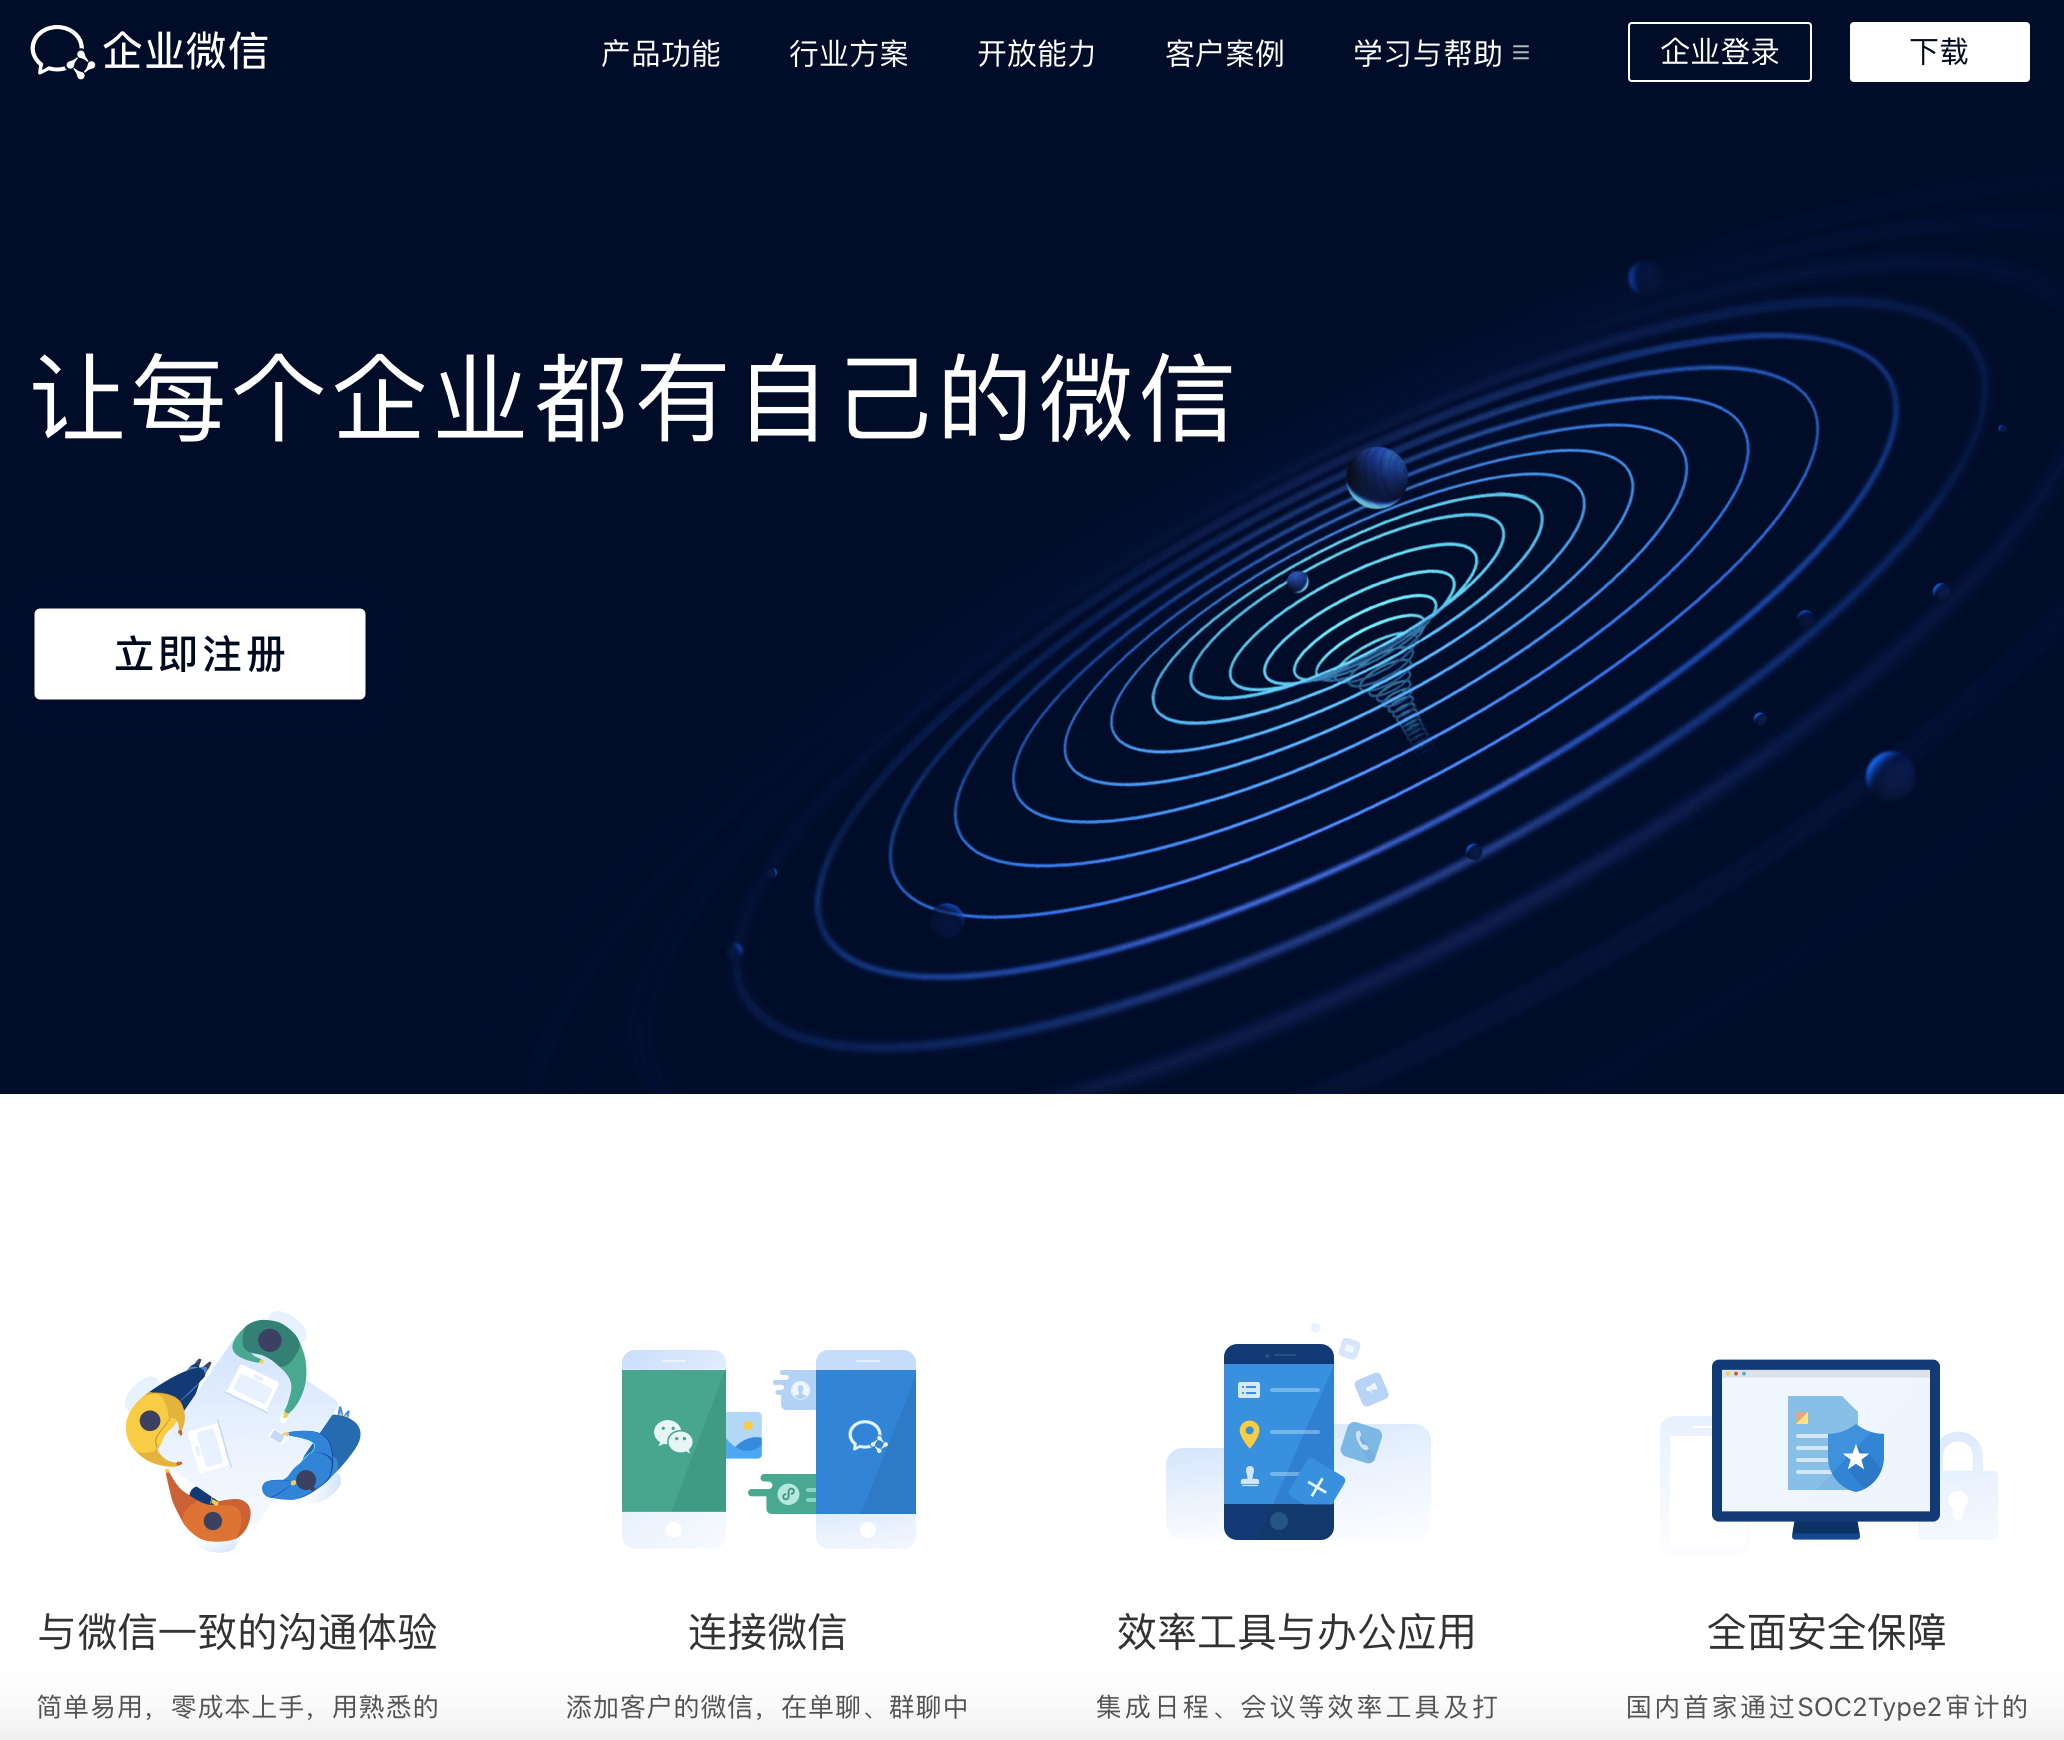 企业微信
产品功能 行业方案 开放能力 客户案例 学习与帮助 企业登录 下载
让每个企业都有自己的微信
立即注册
与微信一致的沟通体验 连接微信 效率工具与办公应用 全面安全保障
简单易用，零成本上手，用熟悉的 添加客户的微信，在单聊、群聊中 集成日程、会议等效率工具及打 国内首家通过SOC2Type2审计的